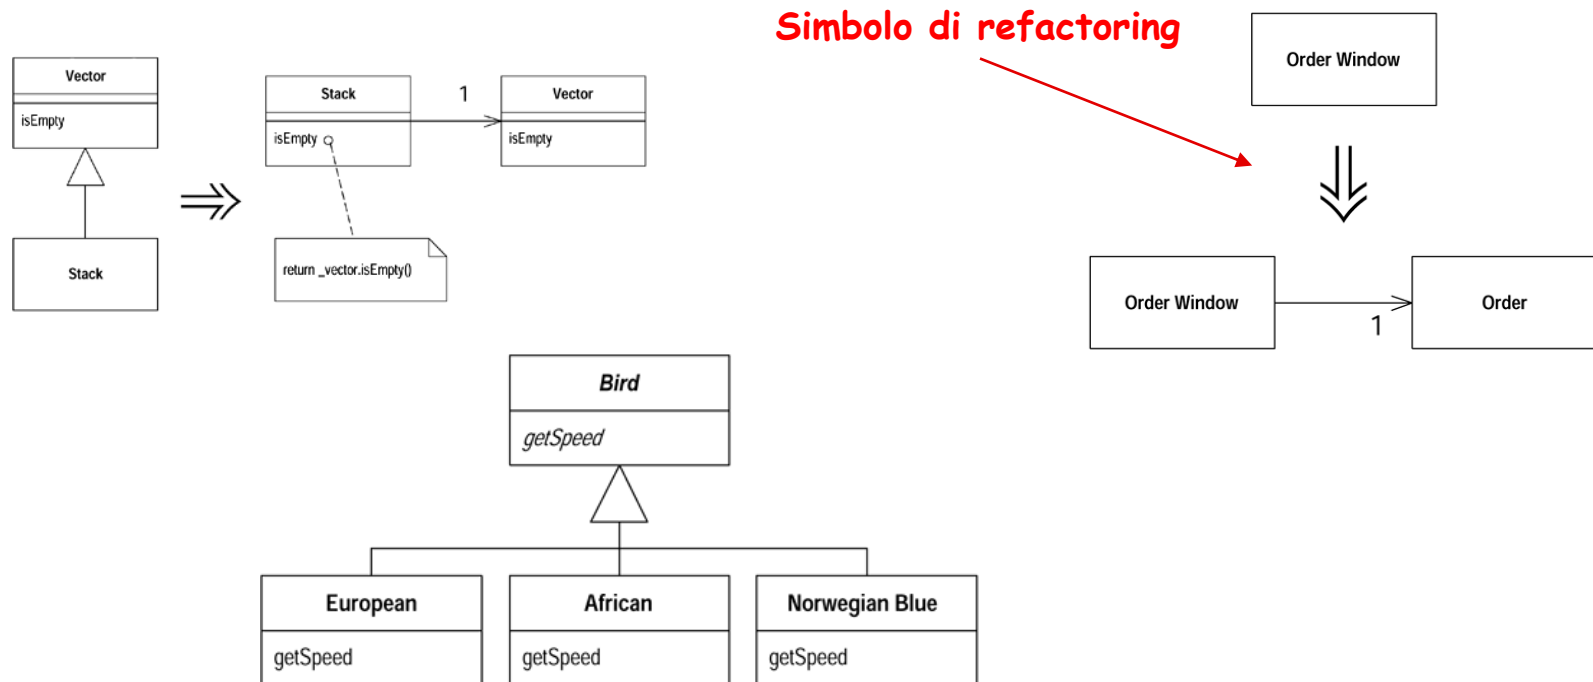 Simbolo di refactoring
Vector
isEmpty
Stack
Stack
isEmpty
1
Vector
isEmpty
return _vector.isEmpty()
Order Window
Order Window
1
Order
Bird
getSpeed
European
getSpeed
African
getSpeed
Norwegian Blue
getSpeed